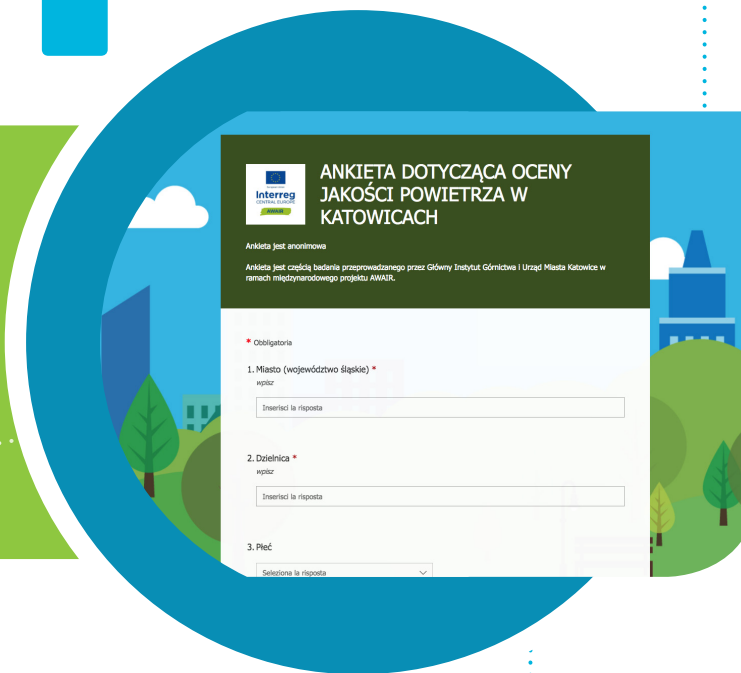 Interreg
CENTRAL EUROPE
AWAIR
ANKIETA DOTYCZĄCA OCENY
JAKOŚCI POWIETRZA W
KATOWICACH
Ankieta jest anonimowa
Ankieta jest częścią badania przeprowadzanego przez Główny Instytut Górnictwa i Urząd Miasta Katowice w
ramach międzynarodowego projektu AWAIR.
* Obbligatoria
1. Miasto (województwo śląskie) *
wpisz
Inserisci la risposta
2. Dzielnica *
wpisz
Inserisci la risposta
3. Płeć
Seleziona la risposta